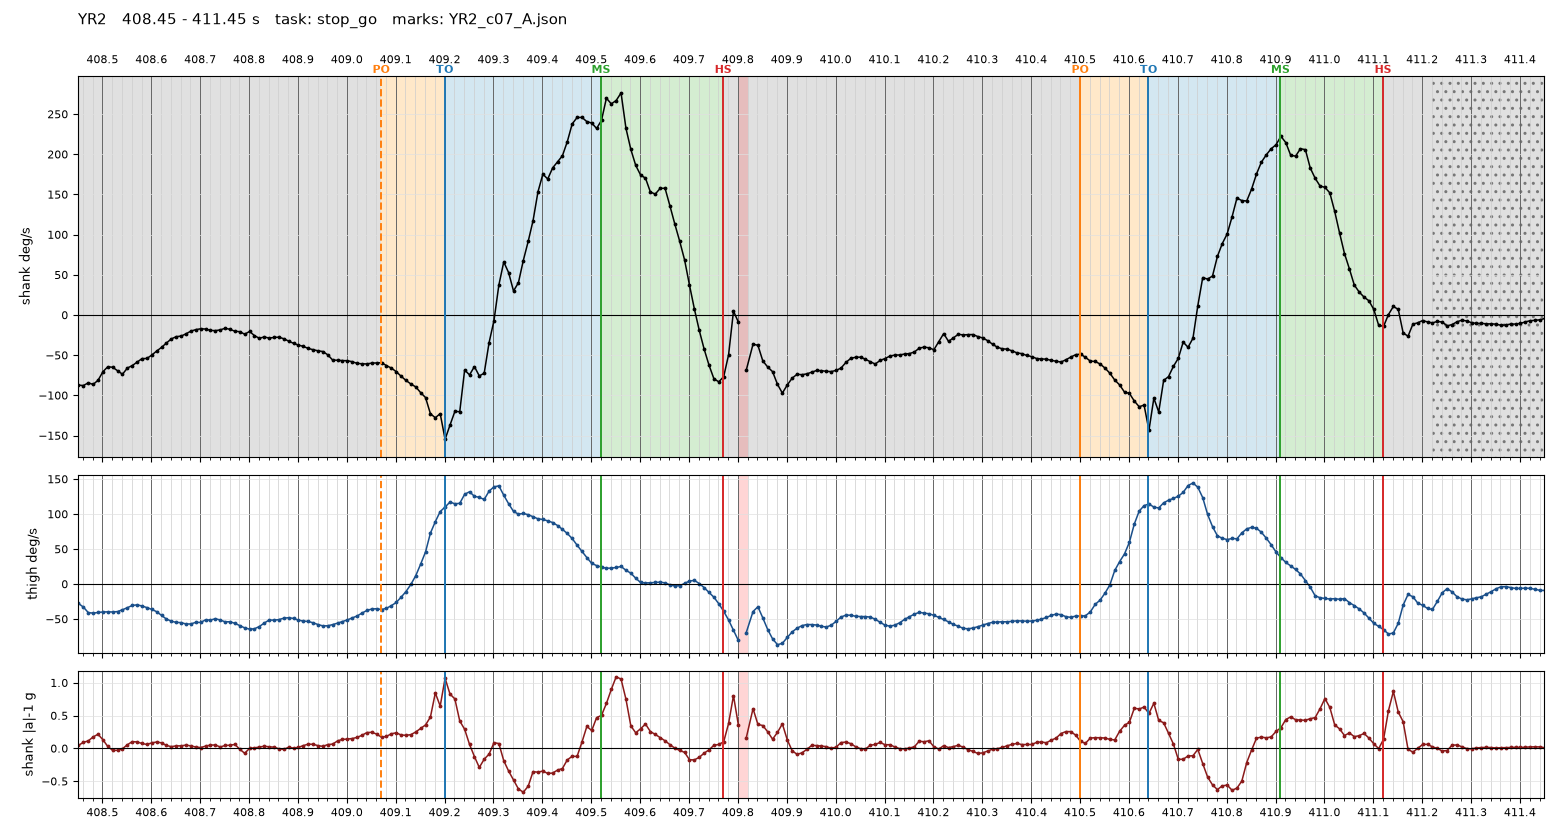 YR2 408.45 - 411.45 s task: stop_go marks: YR2_c07_A.json
408.5 408.6 408.7 408.8 408.9 409.0 409.1 409.2 409.3 409.4 409.5 409.6 409.7 409.8 409.9 410.0 410.1 410.2 410.3 410.4 410.5 410.6 410.7 410.8 410.9 411.0 411.1 411.2 411.3 411.4
PO TO MS HS PO TO MS HS
shank deg/s
250
200
150
100
50
0
−50
−100
−150
thigh deg/s
150
100
50
0
−50
shank |a|-1 g
1.0
0.5
0.0
−0.5
408.5 408.6 408.7 408.8 408.9 409.0 409.1 409.2 409.3 409.4 409.5 409.6 409.7 409.8 409.9 410.0 410.1 410.2 410.3 410.4 410.5 410.6 410.7 410.8 410.9 411.0 411.1 411.2 411.3 411.4